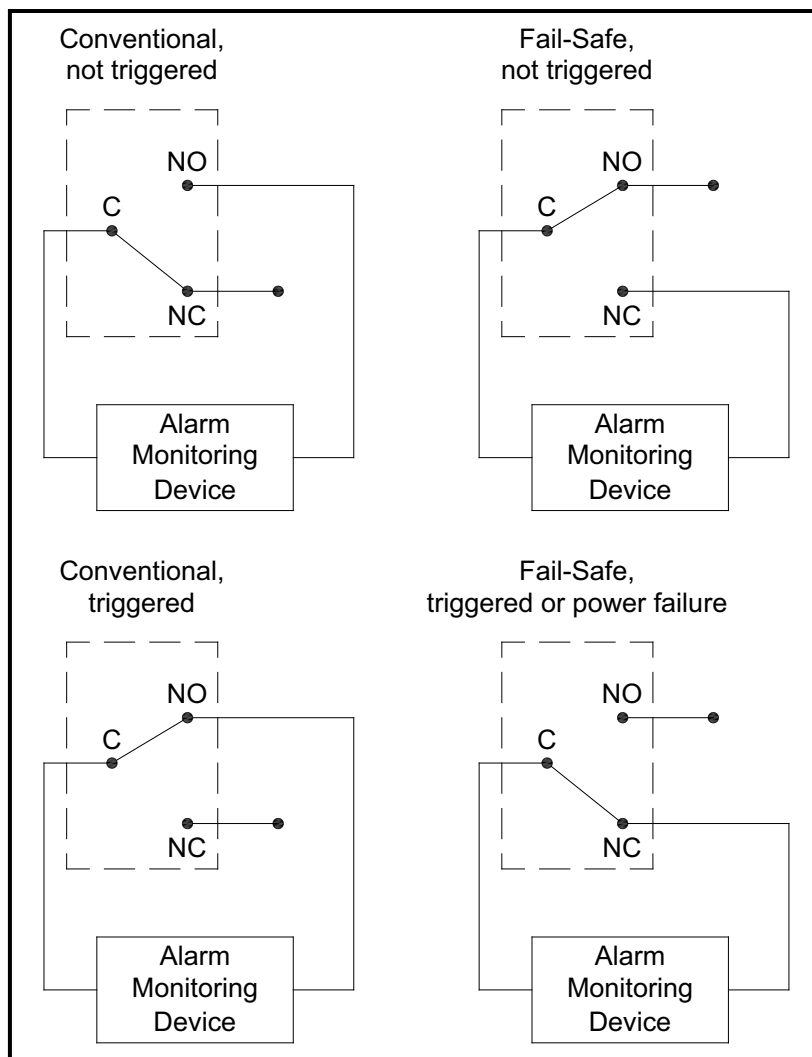 Conventional,
not triggered
NO
C
NC
Alarm
Monitoring
Device
Fail-Safe,
not triggered
NO
C
NC
Alarm
Monitoring
Device
Conventional,
triggered
NO
C
NC
Alarm
Monitoring
Device
Fail-Safe,
triggered or power failure
NO
C
NC
Alarm
Monitoring
Device